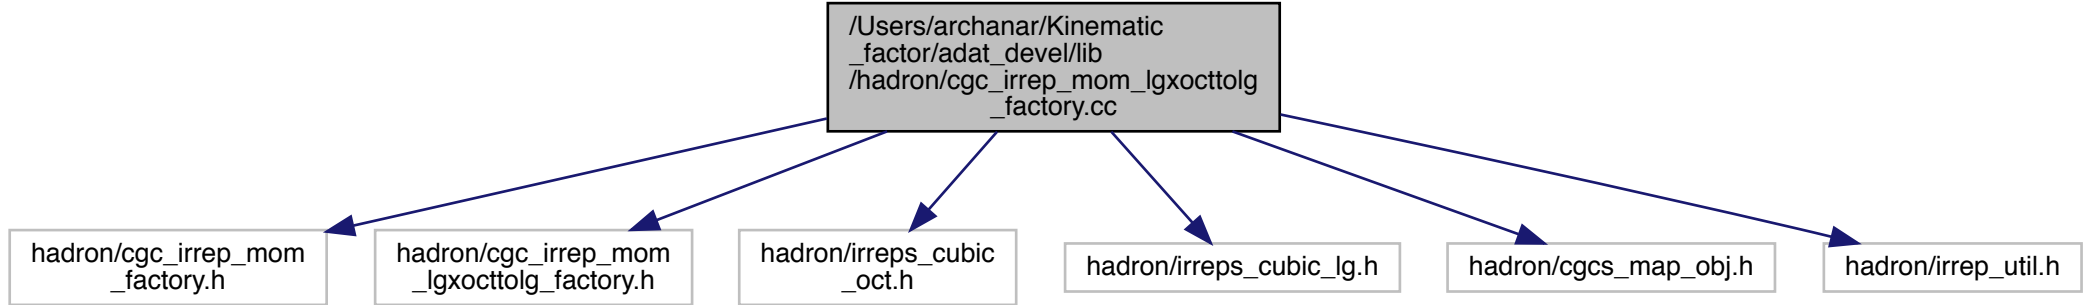 /Users/archanar/Kinematic
_factor/adat_devel/lib
/hadron/cgc_irrep_mom_lgxocttolg
_factory.cc
hadron/cgc_irrep_mom
_factory.h
hadron/cgc_irrep_mom
_lgxocttolg_factory.h
hadron/irreps_cubic
_oct.h
hadron/irreps_cubic_lg.h
hadron/cgcs_map_obj.h
hadron/irrep_util.h